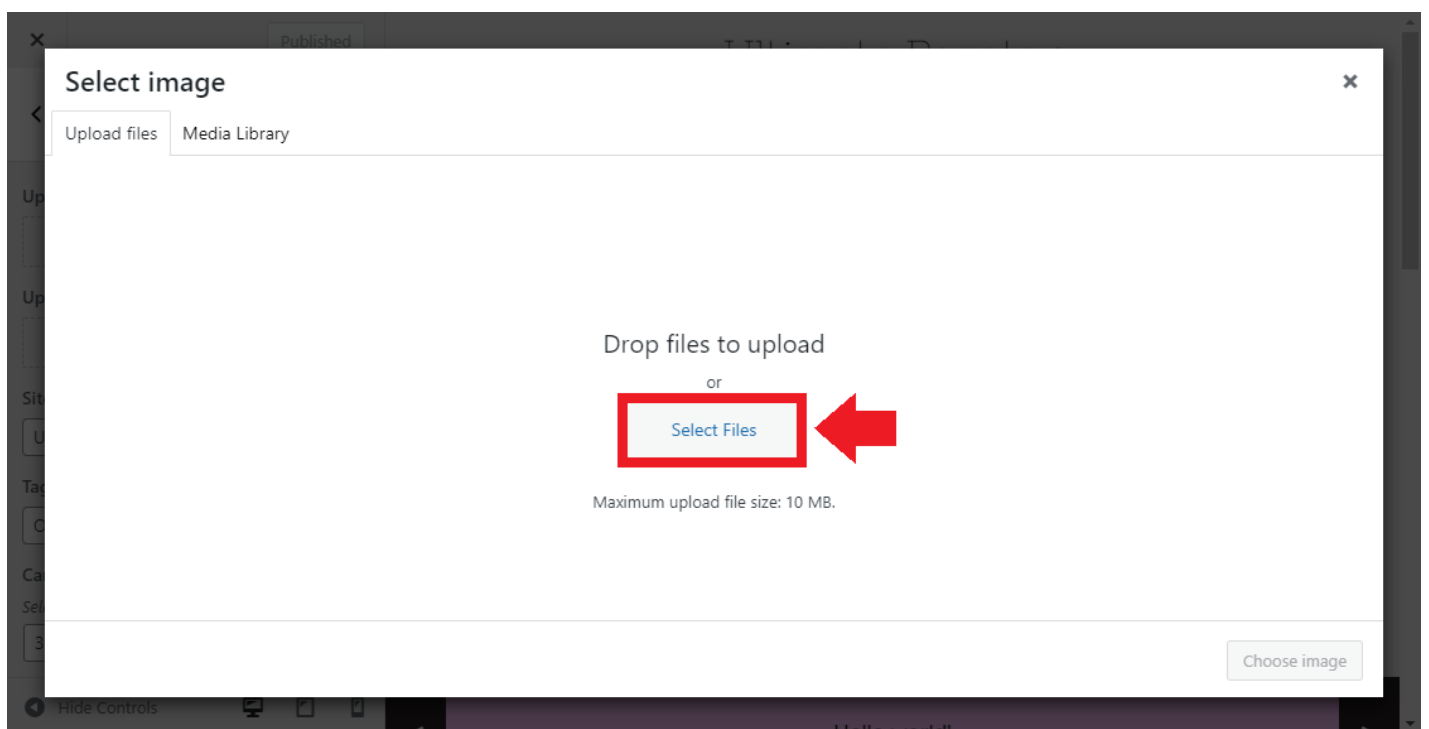 Published
Select image
Upload files
Media Library
Drop files to upload
or
Select Files
Maximum upload file size: 10 MB.
Choose image
Hide Controls